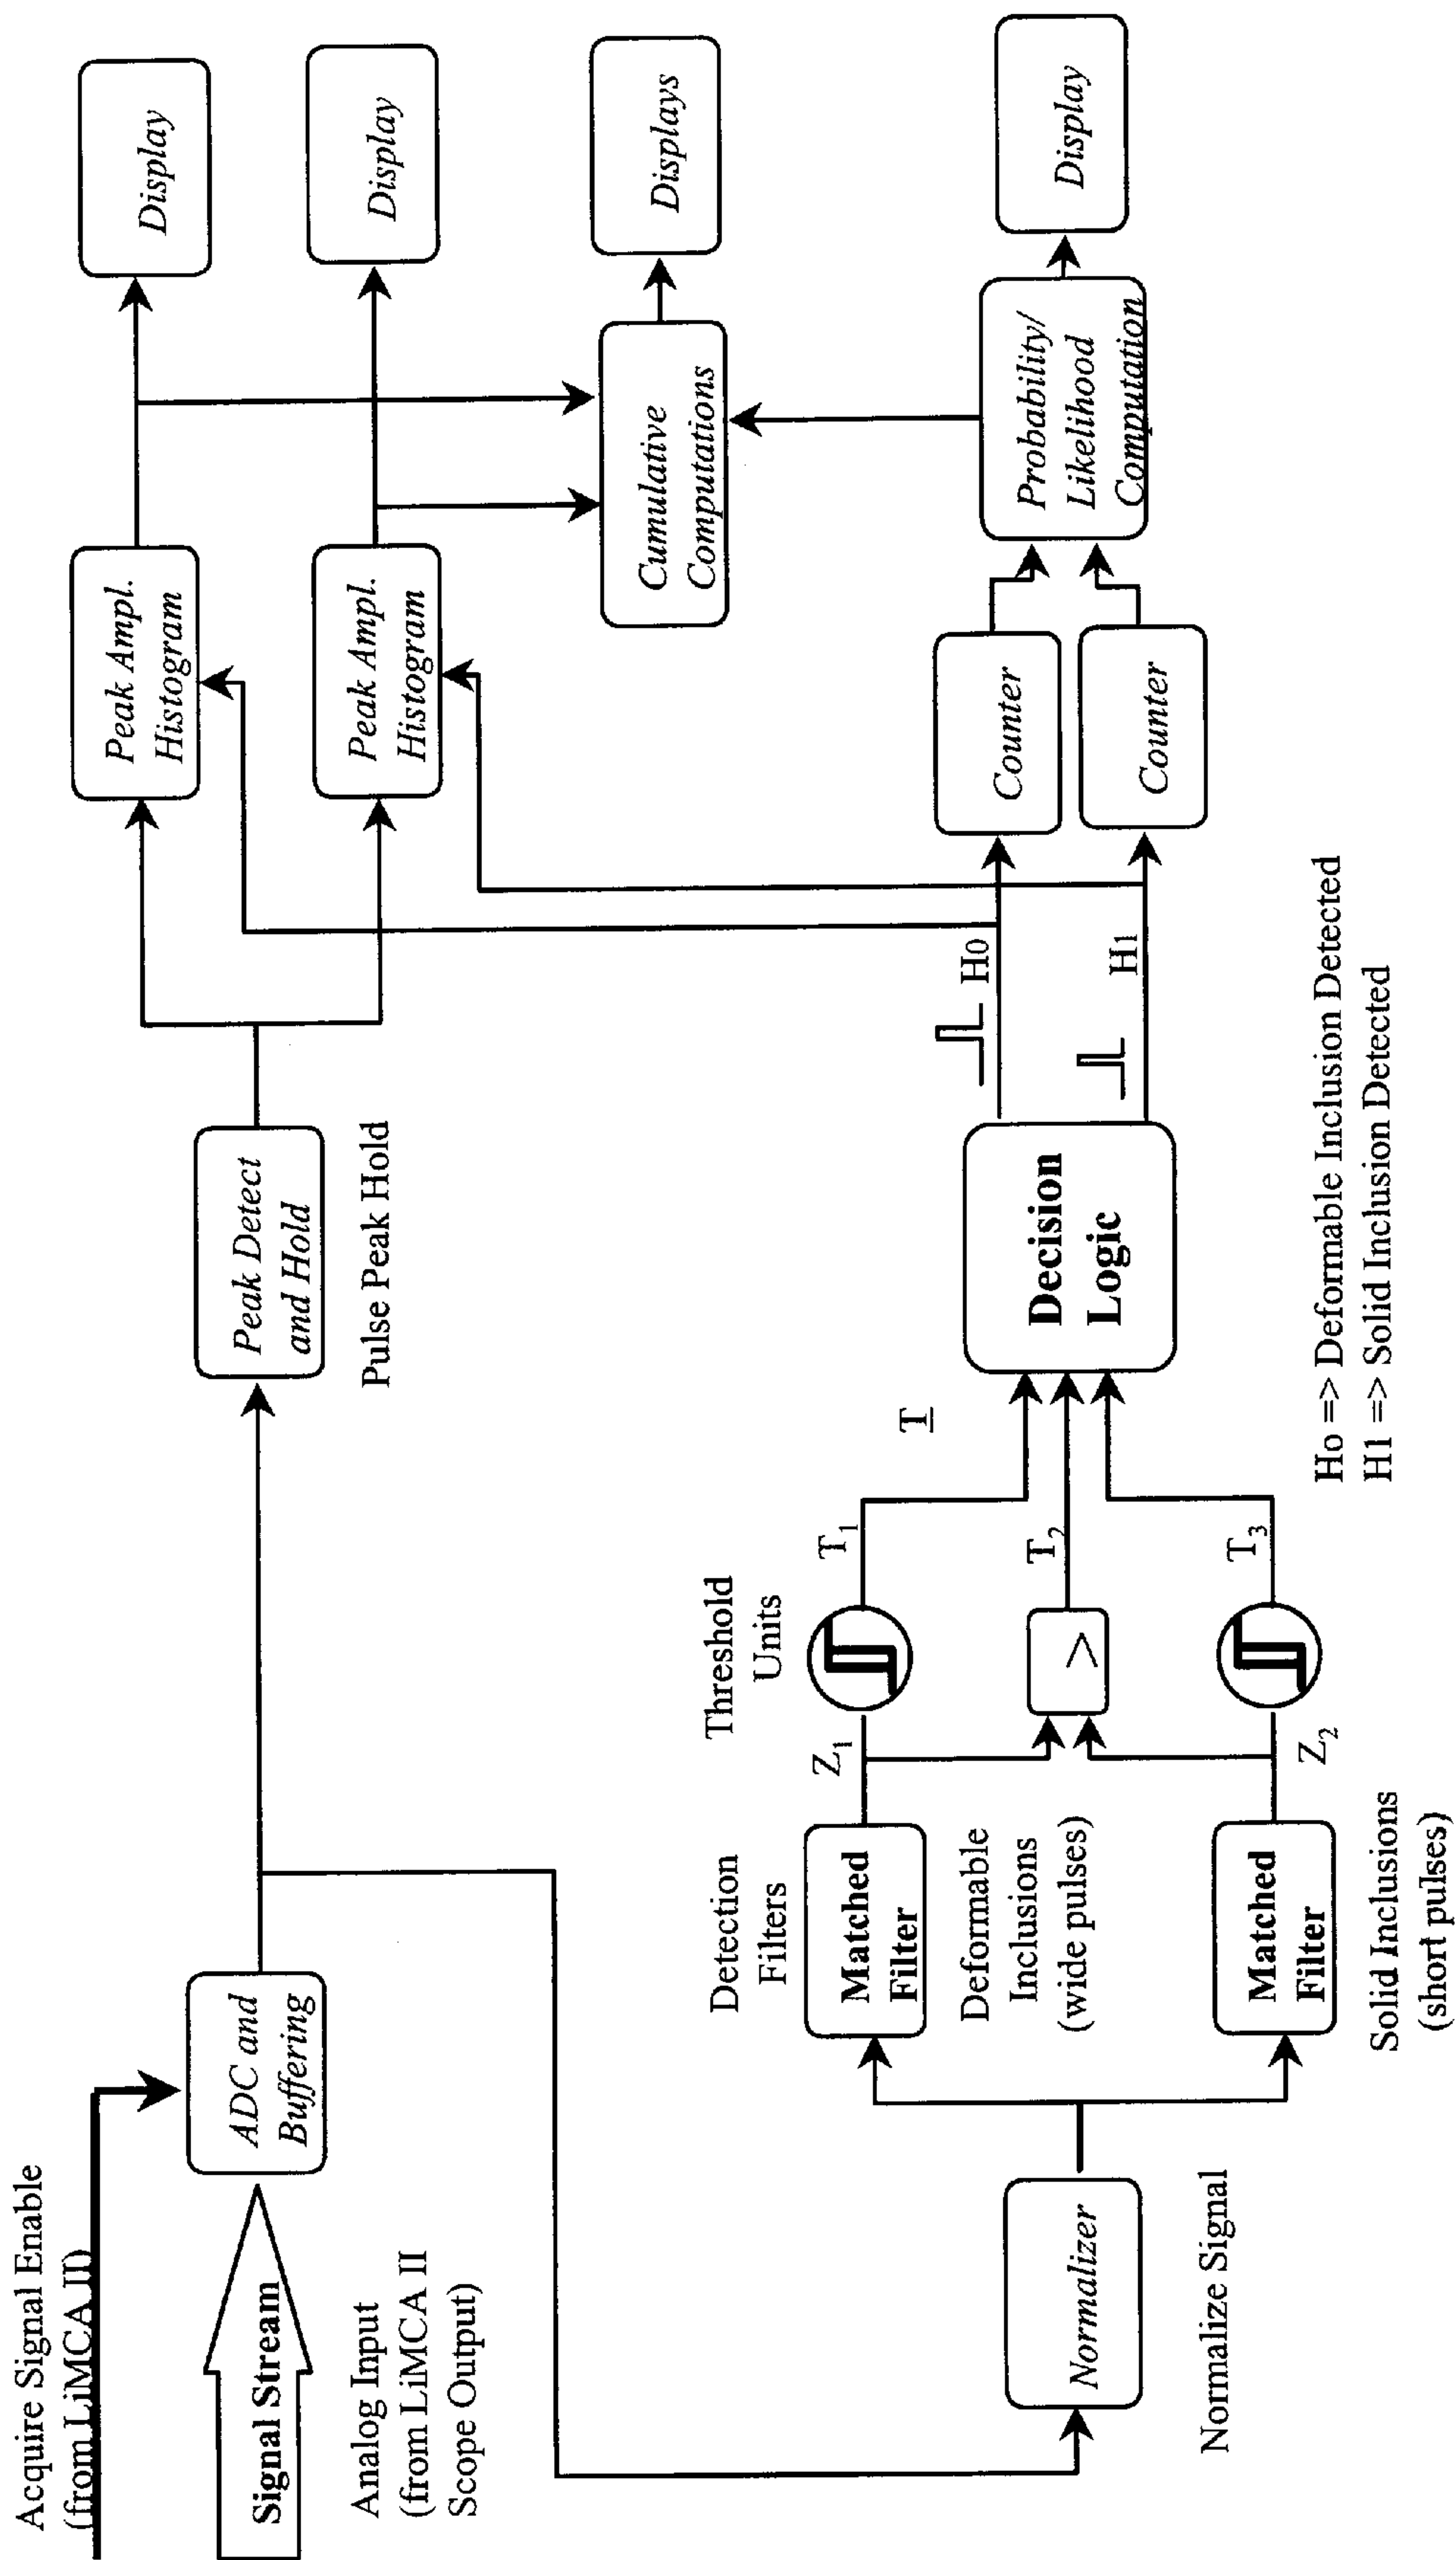 Acquire Signal Enable
(from LiMCA II)
Signal Stream
Analog Input
(from LiMCA II
Scope Output)
ADC and
Buffering
Peak Detect
and Hold
Pulse Peak Hold
Peak Ampl.
Histogram
Display
Peak Ampl.
Histogram
Display
Cumulative
Computations
Displays
Normalizer
Normalize Signal
Detection
Filters
Matched
Filter
Deformable
Inclusions
(wide pulses)
Matched
Filter
Solid Inclusions
(short pulses)
Threshold
Units
Z1
Z2
>
T1
T2
T3
T
Decision
Logic
H0
H1
Counter
Counter
Probability/
Likelihood
Computation
Display
Ho => Deformable Inclusion Detected
H1 => Solid Inclusion Detected